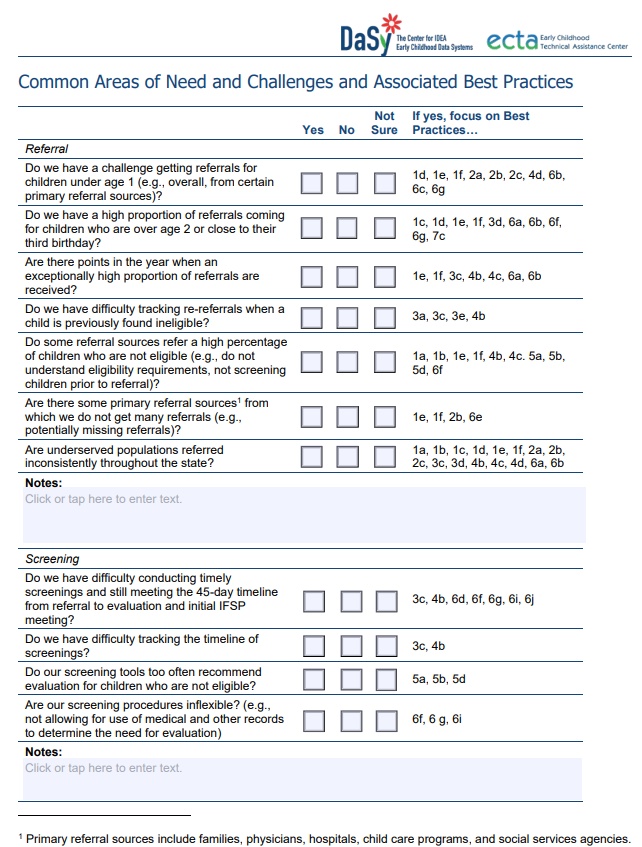 DaSy The Center for IDEA
Early Childhood Data Systems
ecta Early Childhood
Technical Assistance Center
Common Areas of Need and Challenges and Associated Best Practices
Yes No Not Sure If yes, focus on Best Practices…
Referral
Do we have a challenge getting referrals for
children under age 1 (e.g., overall, from certain
primary referral sources)?
1d, 1e, 1f, 2a, 2b, 2c, 4d, 6b,
6c, 6g
Do we have a high proportion of referrals coming
for children who are over age 2 or close to their
third birthday?
1c, 1d, 1e, 1f, 3d, 6a, 6b, 6f,
6g, 7c
Are there points in the year when an
exceptionally high proportion of referrals are
received?
1e, 1f, 3c, 4b, 4c, 6a, 6b
Do we have difficulty tracking re-referrals when a
child is previously found ineligible?
3a, 3c, 3e, 4b
Do some referral sources refer a high percentage
of children who are not eligible (e.g., do not
understand eligibility requirements, not screening
children prior to referral)?
1a, 1b, 1e, 1f, 4b, 4c. 5a, 5b,
5d, 6f
Are there some primary referral sources¹ from
which we do not get many referrals (e.g.,
potentially missing referrals)?
1e, 1f, 2b, 6e
Are underserved populations referred
inconsistently throughout the state?
1a, 1b, 1c, 1d, 1e, 1f, 2a, 2b,
2c, 3c, 3d, 4b, 4c, 4d, 6a, 6b
Notes:
Click or tap here to enter text.
Screening
Do we have difficulty conducting timely
screenings and still meeting the 45-day timeline
from referral to evaluation and initial IFSP
meeting?
3c, 4b, 6d, 6f, 6g, 6i, 6j
Do we have difficulty tracking the timeline of
screenings?
3c, 4b
Do our screening tools too often recommend
evaluation for children who are not eligible?
5a, 5b, 5d
Are our screening procedures inflexible? (e.g.,
not allowing for use of medical and other records
to determine the need for evaluation)
6f, 6 g, 6i
Notes:
Click or tap here to enter text.
¹ Primary referral sources include families, physicians, hospitals, child care programs, and social services agencies.